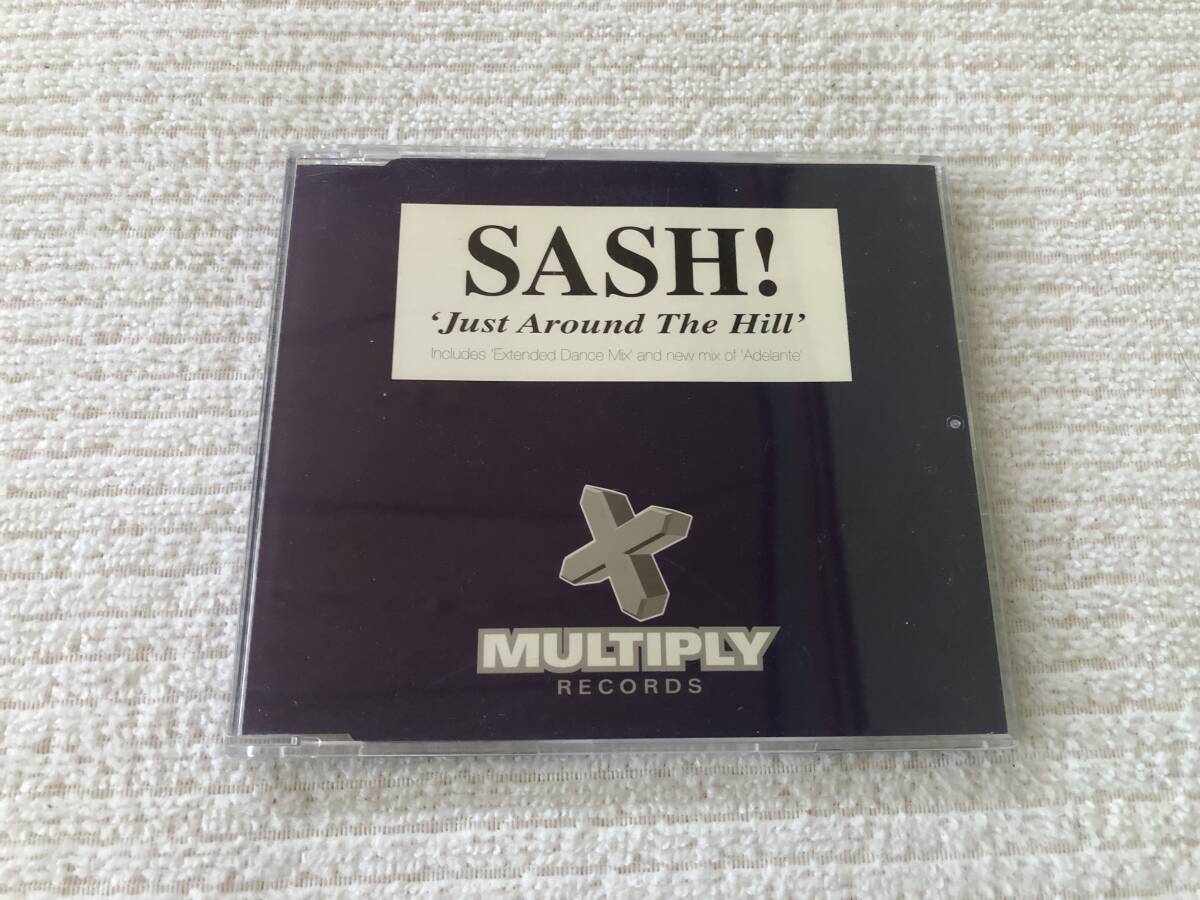 SASH!
‘Just Around The Hill’
Includes 'Extended Dance Mix' and new mix of 'Adelante'
MULTIPLY
RECORDS